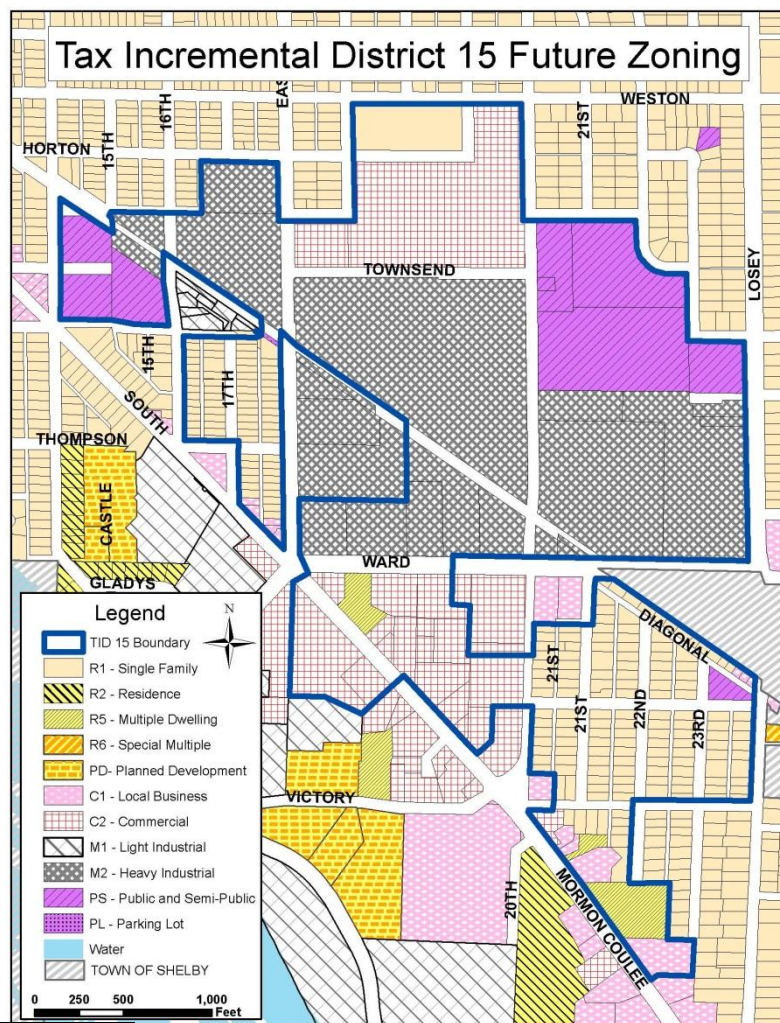 Tax Incremental District 15 Future Zoning
EAS
WESTON
16TH
21ST
15TH
HORTON
TOWNSEND
LOSEY
15TH
17TH
SOUTH
THOMPSON
CASTLE
WARD
GLADYS
DIAGONAL
21ST
21ST
22ND
23RD
VICTORY
20TH
MORMON COULEE
Legend
N
TID 15 Boundary
R1 - Single Family
R2 - Residence
R5 - Multiple Dwelling
R6 - Special Multiple
PD- Planned Development
C1 - Local Business
C2 - Commercial
M1 - Light Industrial
M2 - Heavy Industrial
PS - Public and Semi-Public
PL - Parking Lot
Water
TOWN OF SHELBY
0 250 500 1,000
Feet